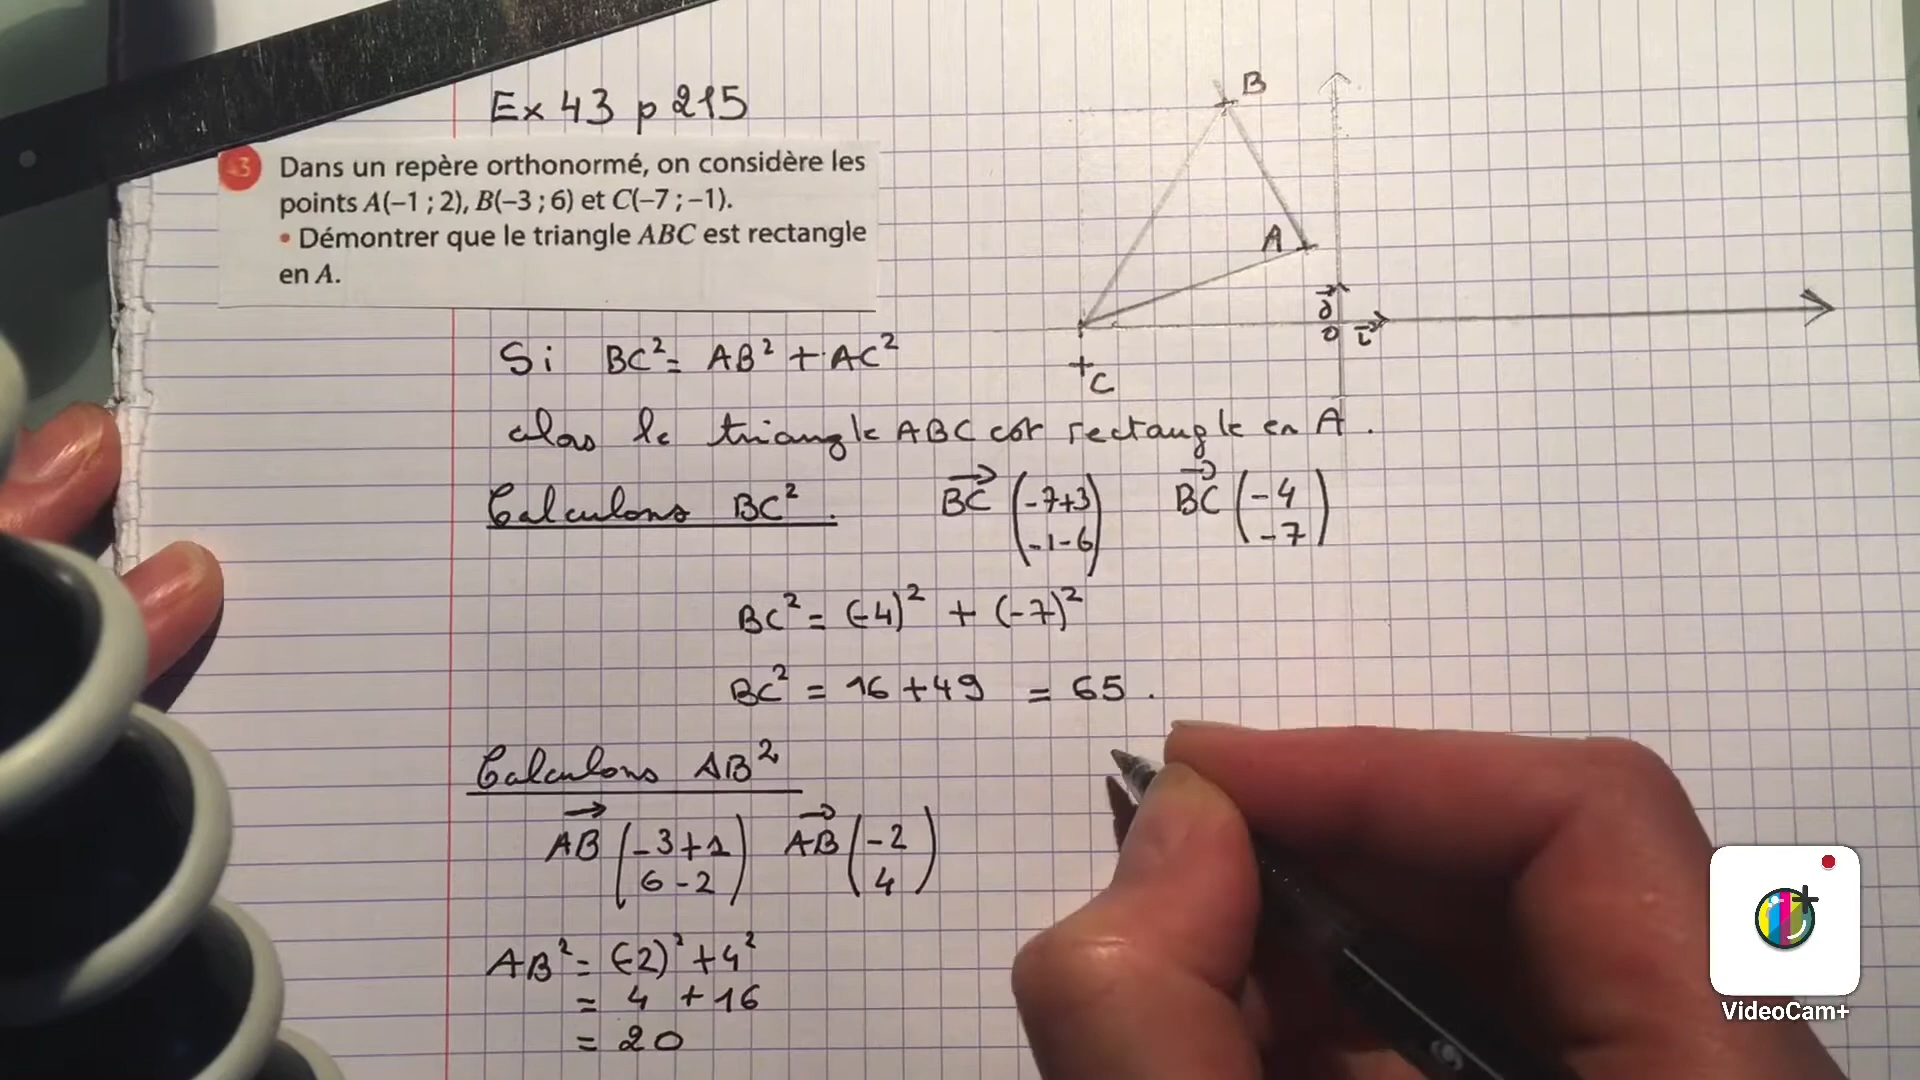 Ex 43 p 215
3 Dans un repère orthonormé, on considère les
points A(–1 ; 2), B(–3 ; 6) et C(–7 ; –1).
• Démontrer que le triangle ABC est rectangle
en A.
B
A
C
j
O i
Si BC² = AB² + AC²
alors le triangle ABC est rectangle en A.
Calculons BC². BC (-7+3 -1-6) BC (-4 -7)
BC² = (-4)² + (-7)²
BC² = 16 + 49 = 65.
Calculons AB²
AB (-3+1 6-2) AB (-2 4)
AB² = (-2)² + 4²
= 4 + 16
= 20
VideoCam+